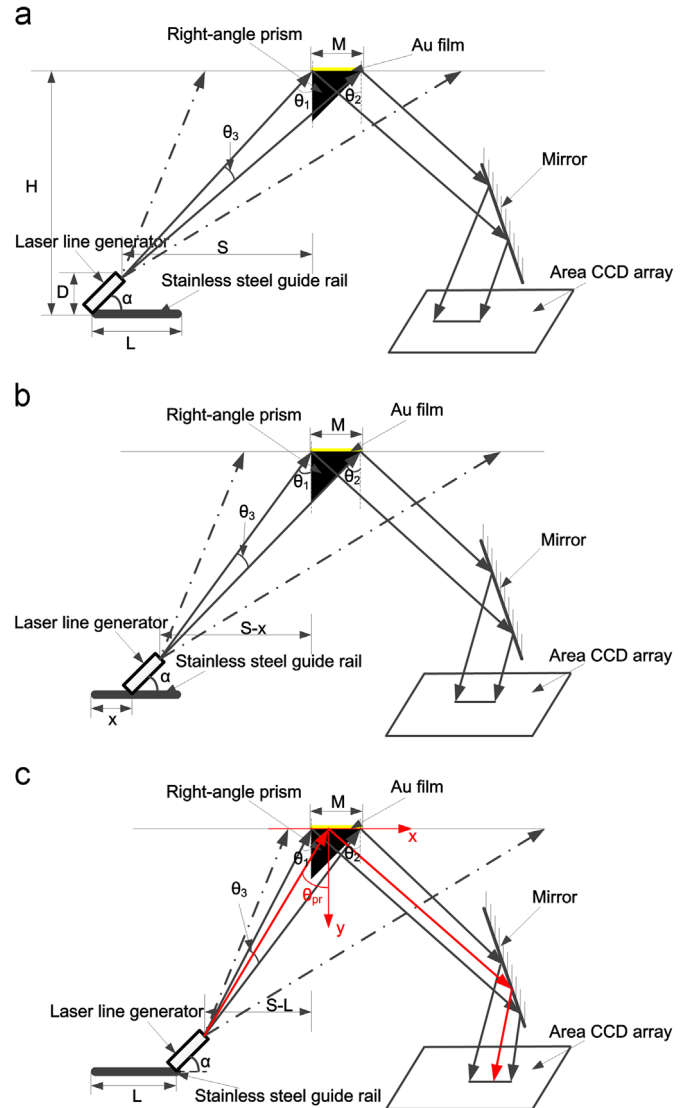 a
Right-angle prism
M
Au film
θ1
θ2
θ3
H
Mirror
Laser line generator
S
Stainless steel guide rail
Area CCD array
D
α
L
b
Right-angle prism
M
Au film
θ1
θ2
θ3
Mirror
Laser line generator
S-x
Stainless steel guide rail
Area CCD array
α
x
c
Right-angle prism
M
Au film
x
θ1
θ2
θ3
θpr
y
Mirror
S-L
Laser line generator
Area CCD array
α
L
Stainless steel guide rail